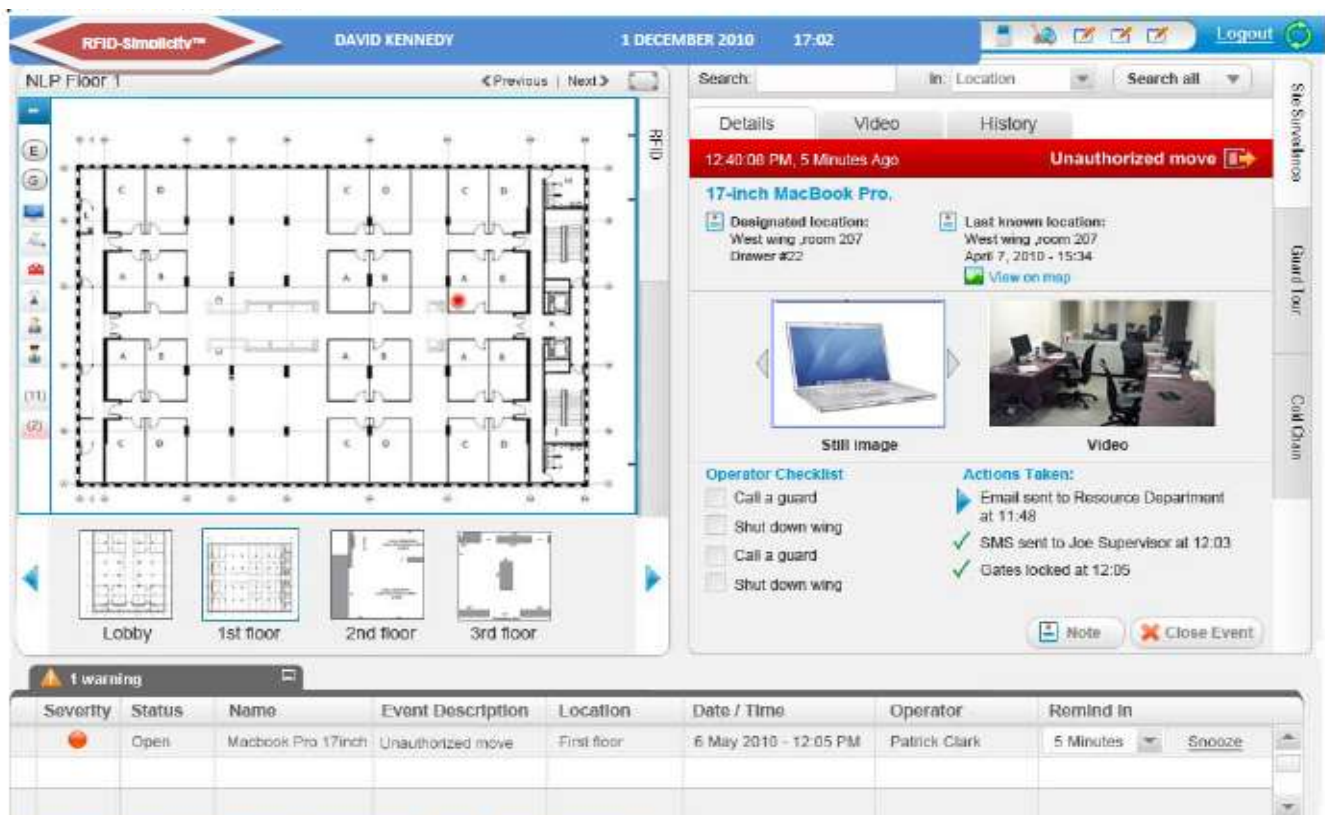 RFID-Simplicity™
DAVID KENNEDY
1 DECEMBER 2010
17:02
Logout
NLP Floor 1
Previous | Next
RFID
E
G
(11)
(2)
C D C D C D
A B A B A B
A B A B A B
C D C D C D
Lobby
1st floor
2nd floor
3rd floor
Search:
In: Location
Search all
Details
Video
History
12:40:08 PM, 5 Minutes Ago
Unauthorized move
17-inch MacBook Pro.
Designated location:
West wing ,room 207
Drawer #22
Last known location:
West wing ,room 207
April 7, 2010 - 15:34
View on map
Still image
Video
Operator Checklist
Call a guard
Shut down wing
Call a guard
Shut down wing
Actions Taken:
Email sent to Resource Department
at 11:48
SMS sent to Joe Supervisor at 12:03
Gates locked at 12:05
Note
Close Event
Site Survailance
Guard Tour
Cold Chain
1 warning
Severity Status Name Event Description Location Date / Time Operator Remind in
Open Macbook Pro 17inch Unauthorized move First floor 6 May 2010 - 12:05 PM Patrick Clark 5 Minutes Snooze